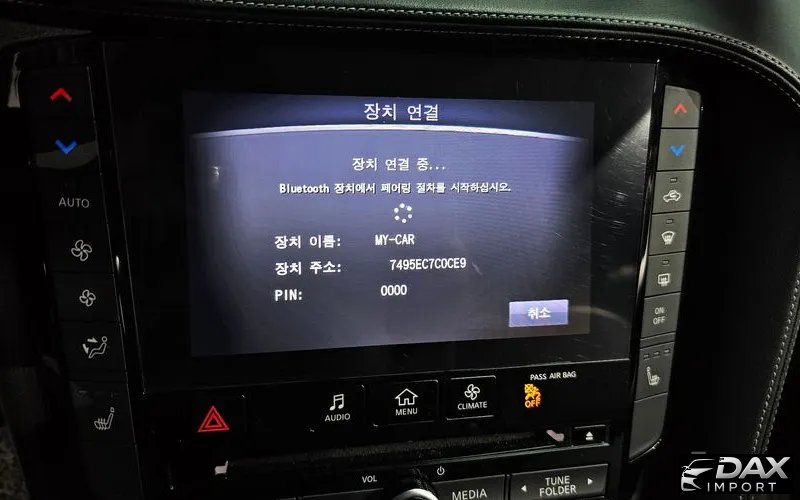 장치 연결
장치 연결 중...
Bluetooth 장치에서 페어링 절차를 시작하십시오.
장치 이름: MY-CAR
장치 주소: 7495EC7C0CE9
PIN: 0000
취소
AUTO
ON
OFF
PASS AIR BAG
OFF
AUDIO
MENU
CLIMATE
VOL
MEDIA
TUNE
FOLDER
DAX
IMPORT